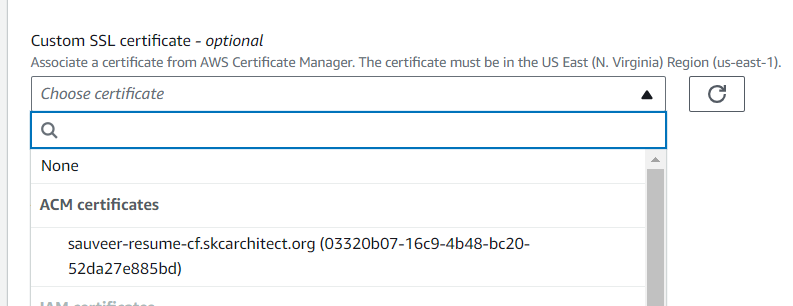 Custom SSL certificate - optional
Associate a certificate from AWS Certificate Manager. The certificate must be in the US East (N. Virginia) Region (us-east-1).
Choose certificate
None
ACM certificates
sauveer-resume-cf.skcarchitect.org (03320b07-16c9-4b48-bc20-
52da27e885bd)
IAM certificates